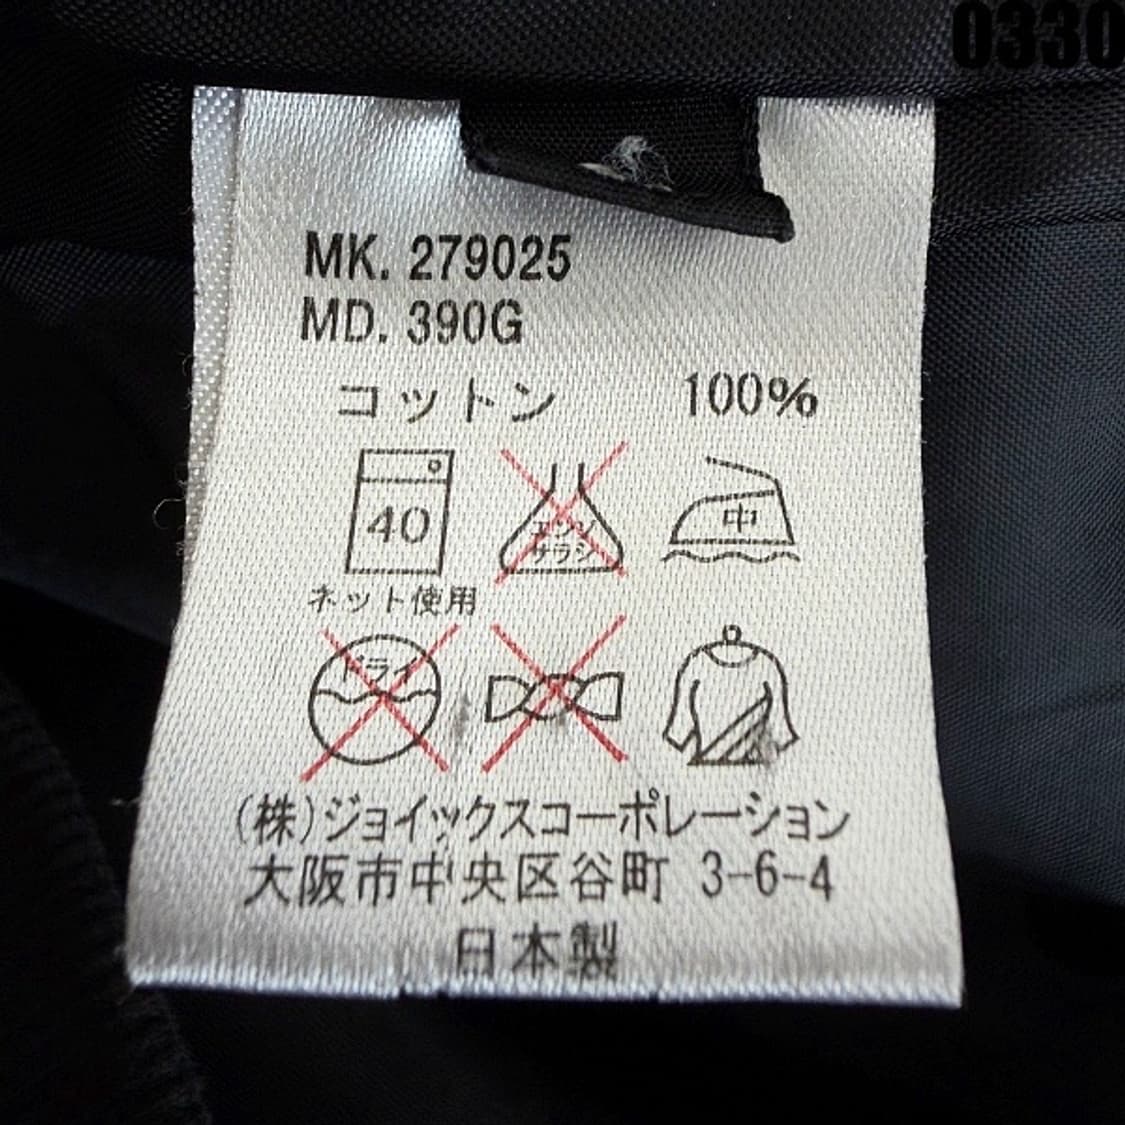 0330
MK. 279025
MD. 390G
コットン 100%
40
エンソ
サラシ
中
ネット使用
ドライ
(株)ジョイックスコーポレーション
大阪市中央区谷町 3-6-4
日本製